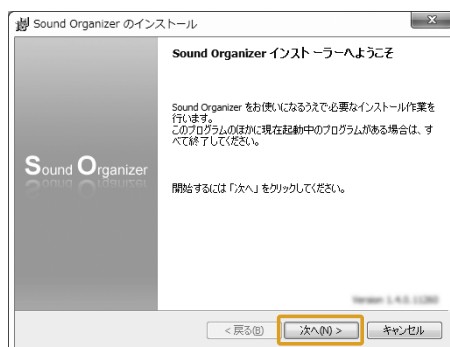 Sound Organizer のインストール
Sound Organizer インストーラーへようこそ
Sound Organizer をお使いになるうえで必要なインストール作業を
行います。
このプログラムのほかに現在起動中のプログラムがある場合は、す
べて終了してください。
Sound Organizer
開始するには「次へ」をクリックしてください。
Version 1.4.0.11260
< 戻る(B)
次へ(N) >
キャンセル